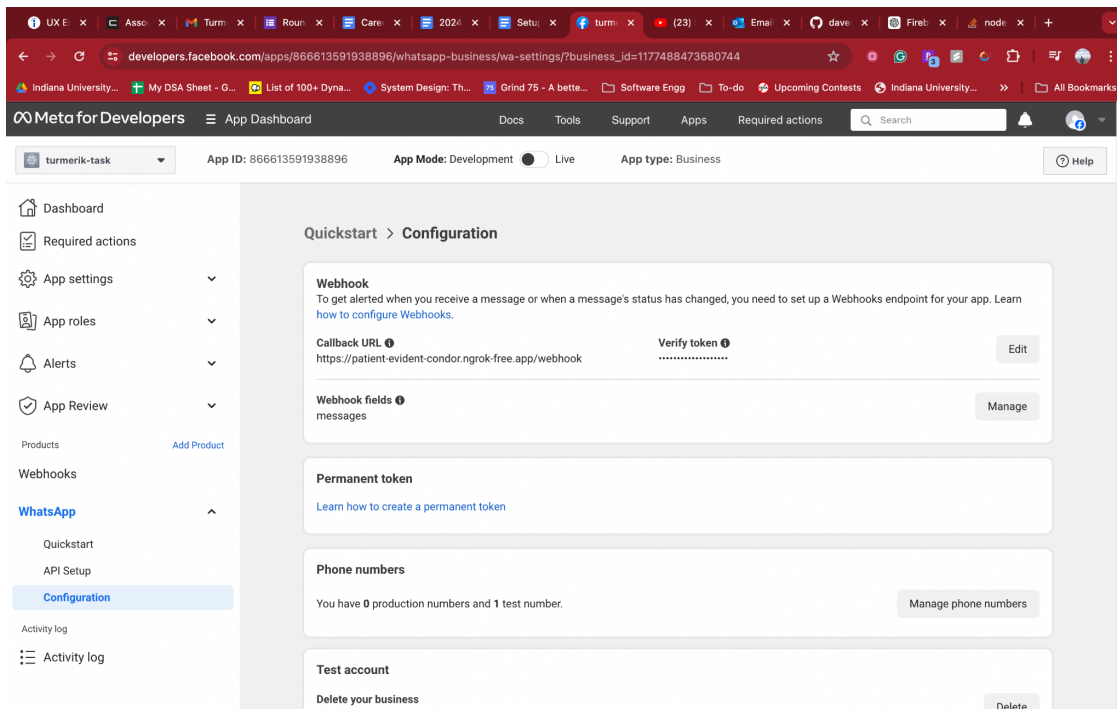 UX E
Asso
Turm
Roun
Caree
2024
Setup
turme
(23)
Email
dave
Fireb
node
developers.facebook.com/apps/866613591938896/whatsapp-business/wa-settings/?business_id=1177488473680744
3
Indiana University...
My DSA Sheet - G...
List of 100+ Dyna...
System Design: Th...
75 Grind 75 - A bette...
Software Engg
To-do
Upcoming Contests
Indiana University...
»
All Bookmarks
Meta for Developers
App Dashboard
Docs
Tools
Support
Apps
Required actions
Search
turmerik-task
App ID: 866613591938896
App Mode: Development
Live
App type: Business
Help
Dashboard
Required actions
App settings
App roles
Alerts
App Review
Products
Add Product
Webhooks
WhatsApp
Quickstart
API Setup
Configuration
Activity log
Activity log
Quickstart > Configuration
Webhook
To get alerted when you receive a message or when a message's status has changed, you need to set up a Webhooks endpoint for your app. Learn
how to configure Webhooks.
Callback URL
https://patient-evident-condor.ngrok-free.app/webhook
Verify token
•••••••••••••••••••
Edit
Webhook fields
messages
Manage
Permanent token
Learn how to create a permanent token
Phone numbers
You have 0 production numbers and 1 test number.
Manage phone numbers
Test account
Delete your business
Delete